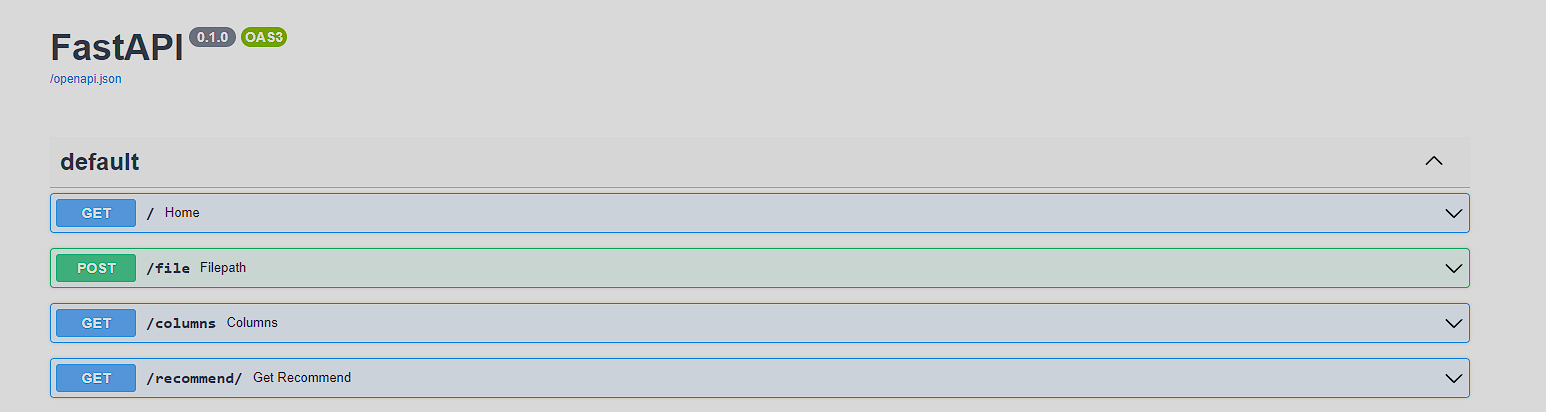 FastAPI 0.1.0 OAS3
/openapi.json
default
GET / Home
POST /file Filepath
GET /columns Columns
GET /recommend/ Get Recommend